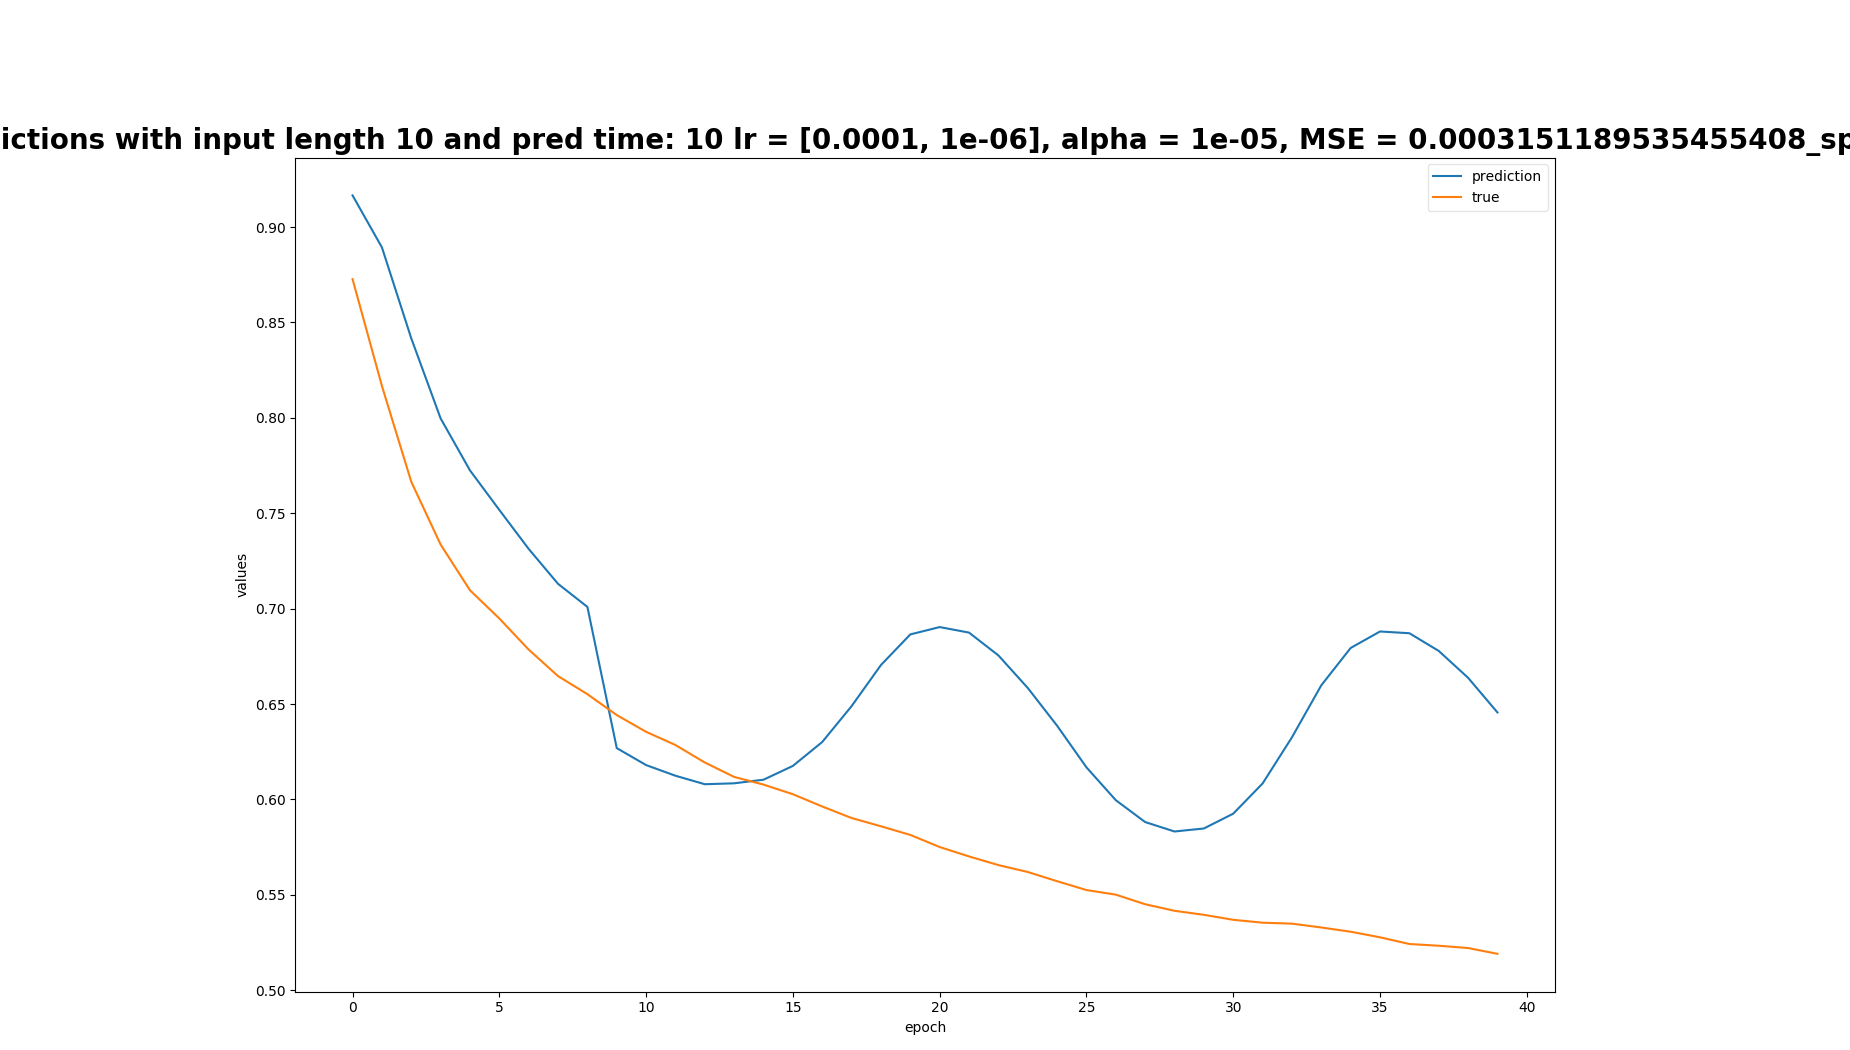 ictions with input length 10 and pred time: 10 lr = [0.0001, 1e-06], alpha = 1e-05, MSE = 0.0003151189535455408_sp
prediction
true
0.90
0.85
0.80
0.75
0.70
0.65
0.60
0.55
0.50
values
0 5 10 15 20 25 30 35 40
epoch